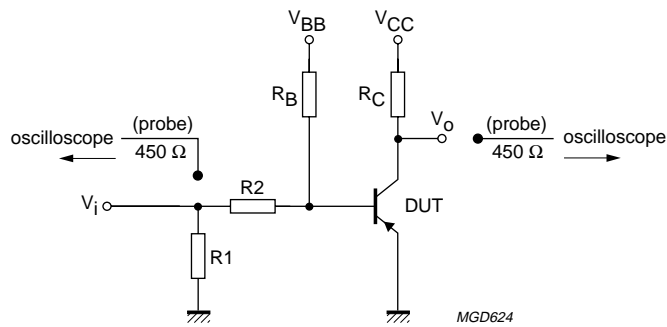 VBB
VCC
RB
RC
Vo
(probe)
oscilloscope
450 Ω
(probe)
oscilloscope
450 Ω
R2
Vi
DUT
R1
MGD624